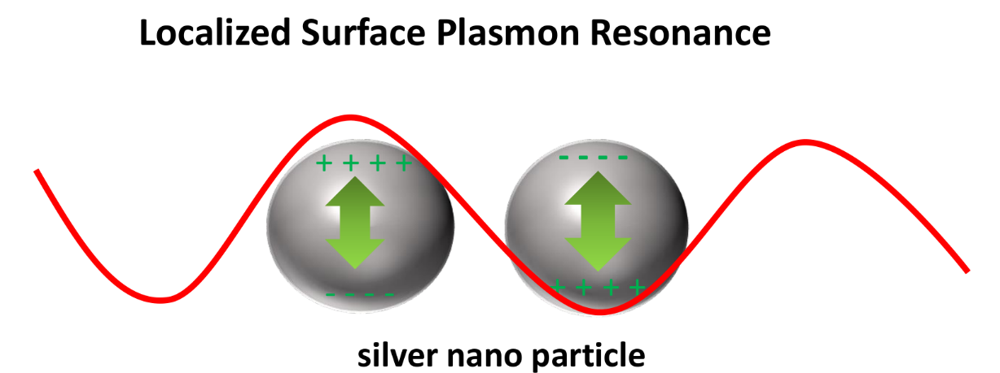 Localized Surface Plasmon Resonance
+ + + +
- - - -
- - - -
+ + + +
silver nano particle